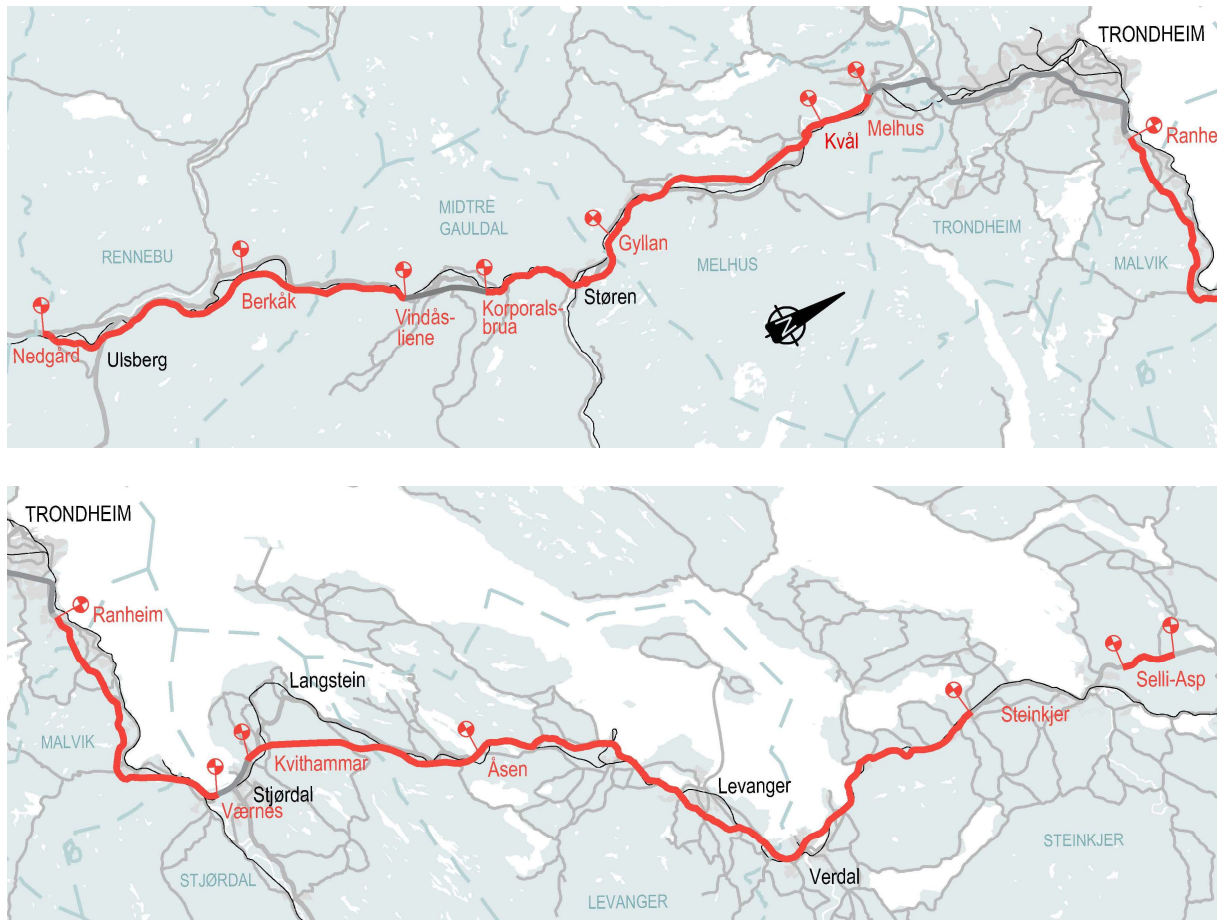 TRONDHEIM
Melhus
Kvål
Ranhe
MIDTRE
GAULDAL
TRONDHEIM
RENNEBU
Gyllan
MELHUS
MALVIK
Berkåk
Støren
Vindås-
liene
Korporals-
brua
Nedgård
Ulsberg
N
TRONDHEIM
Ranheim
Langstein
Selli-Asp
MALVIK
Kvithammar
Åsen
Steinkjer
Stjørdal
Værnes
Levanger
STEINKJER
STJØRDAL
Verdal
LEVANGER